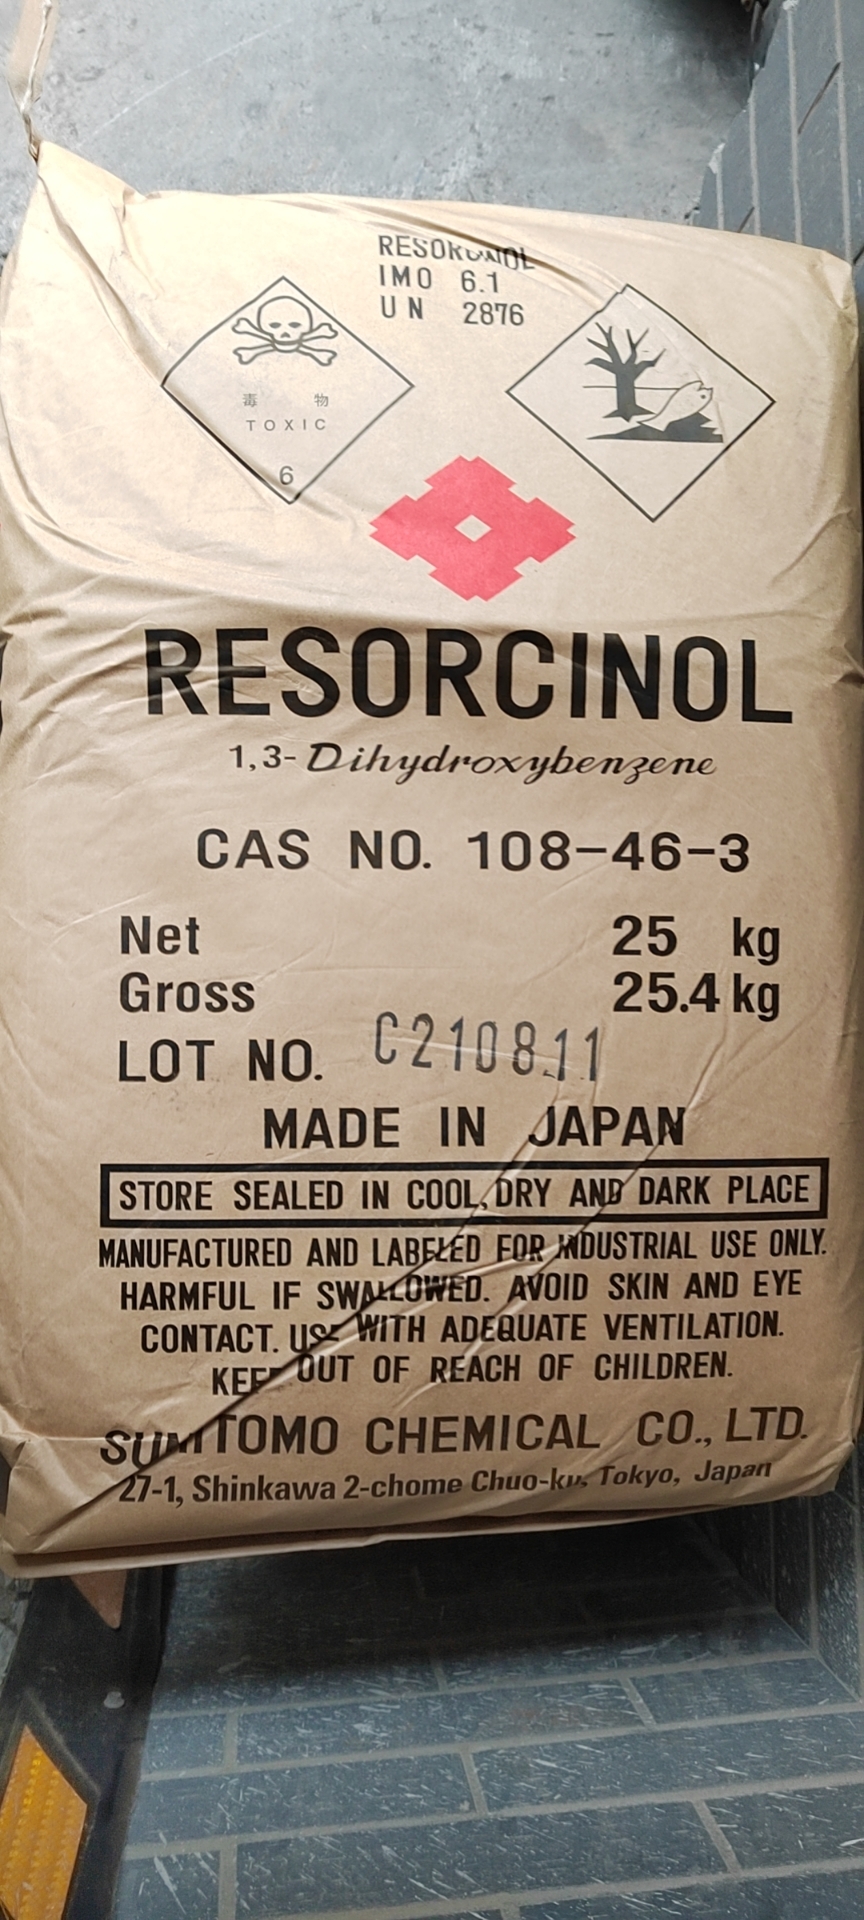 RESORCINOL
IMO 6.1
UN 2876
毒 物
TOXIC
6
RESORCINOL
1,3-Dihydroxybenzene
CAS NO. 108-46-3
Net 25 kg
Gross 25.4 kg
LOT NO. C210811
MADE IN JAPAN
STORE SEALED IN COOL, DRY AND DARK PLACE
MANUFACTURED AND LABELED FOR INDUSTRIAL USE ONLY.
HARMFUL IF SWALLOWED. AVOID SKIN AND EYE
CONTACT. USE WITH ADEQUATE VENTILATION.
KEEP OUT OF REACH OF CHILDREN.
SUMITOMO CHEMICAL CO., LTD.
27-1, Shinkawa 2-chome Chuo-ku, Tokyo, Japan